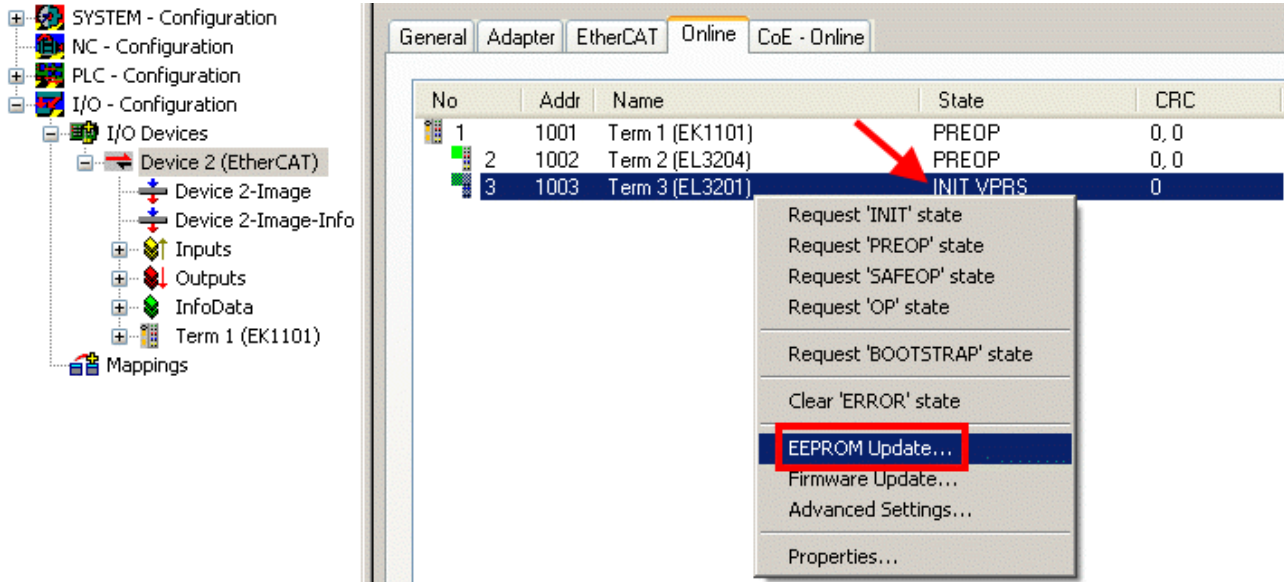 SYSTEM - Configuration
NC - Configuration
PLC - Configuration
I/O - Configuration
I/O Devices
Device 2 (EtherCAT)
Device 2-Image
Device 2-Image-Info
Inputs
Outputs
InfoData
Term 1 (EK1101)
Mappings
General Adapter EtherCAT Online CoE - Online
No Addr Name State CRC
1 1001 Term 1 (EK1101) PREOP 0, 0
2 1002 Term 2 (EL3204) PREOP 0, 0
3 1003 Term 3 (EL3201) INIT VPRS 0
Request 'INIT' state
Request 'PREOP' state
Request 'SAFEOP' state
Request 'OP' state
Request 'BOOTSTRAP' state
Clear 'ERROR' state
EEPROM Update...
Firmware Update...
Advanced Settings...
Properties...